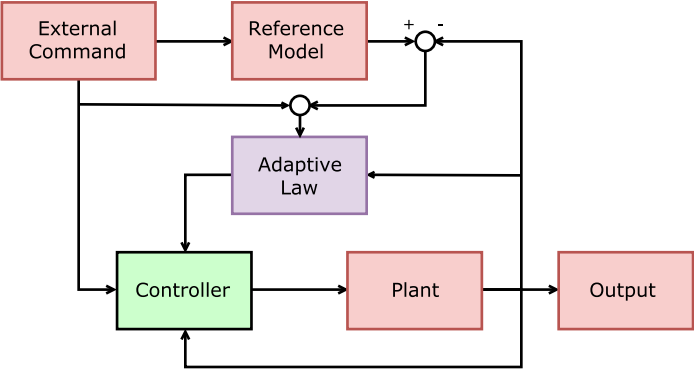 External
Command
Reference
Model
+ -
Adaptive
Law
Controller
Plant
Output